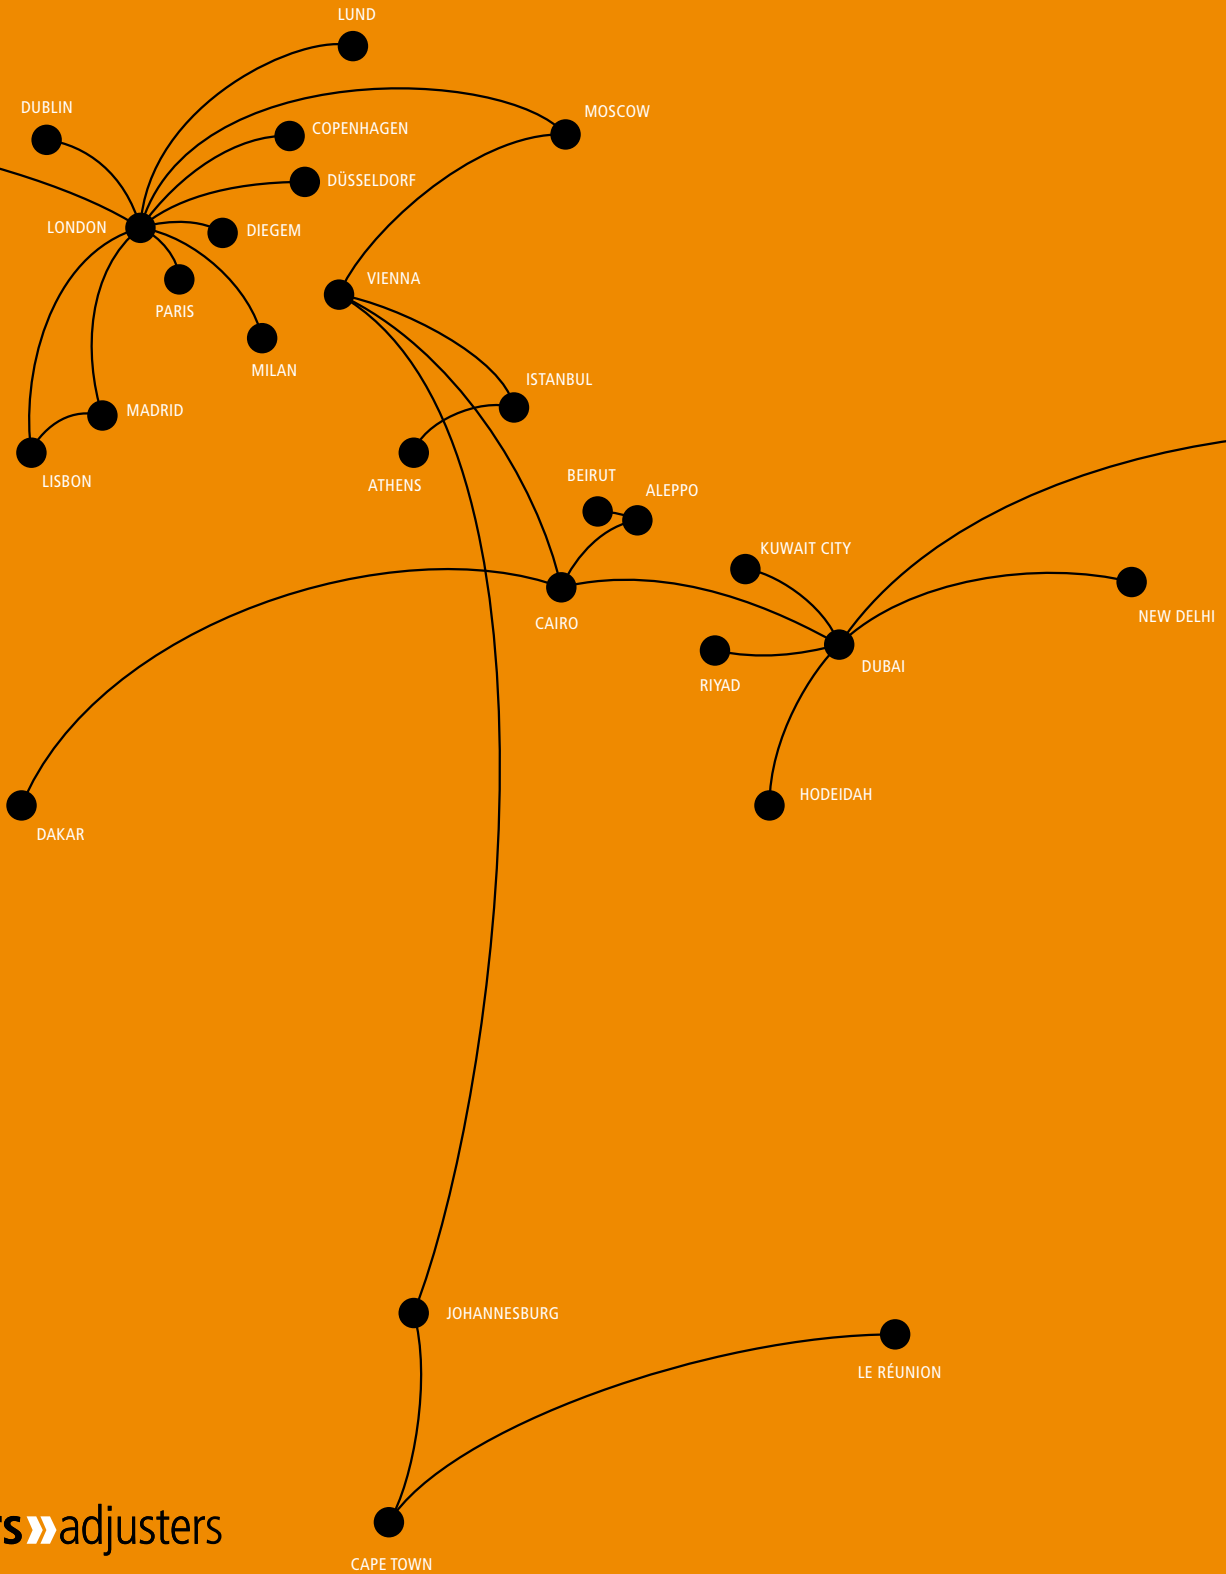 LUND
DUBLIN
MOSCOW
COPENHAGEN
DÜSSELDORF
LONDON
DIEGEM
VIENNA
PARIS
MILAN
ISTANBUL
MADRID
LISBON
ATHENS
BEIRUT
ALEPPO
KUWAIT CITY
NEW DELHI
CAIRO
DUBAI
RIYAD
HODEIDAH
DAKAR
JOHANNESBURG
LE RÉUNION
rs»adjusters
CAPE TOWN